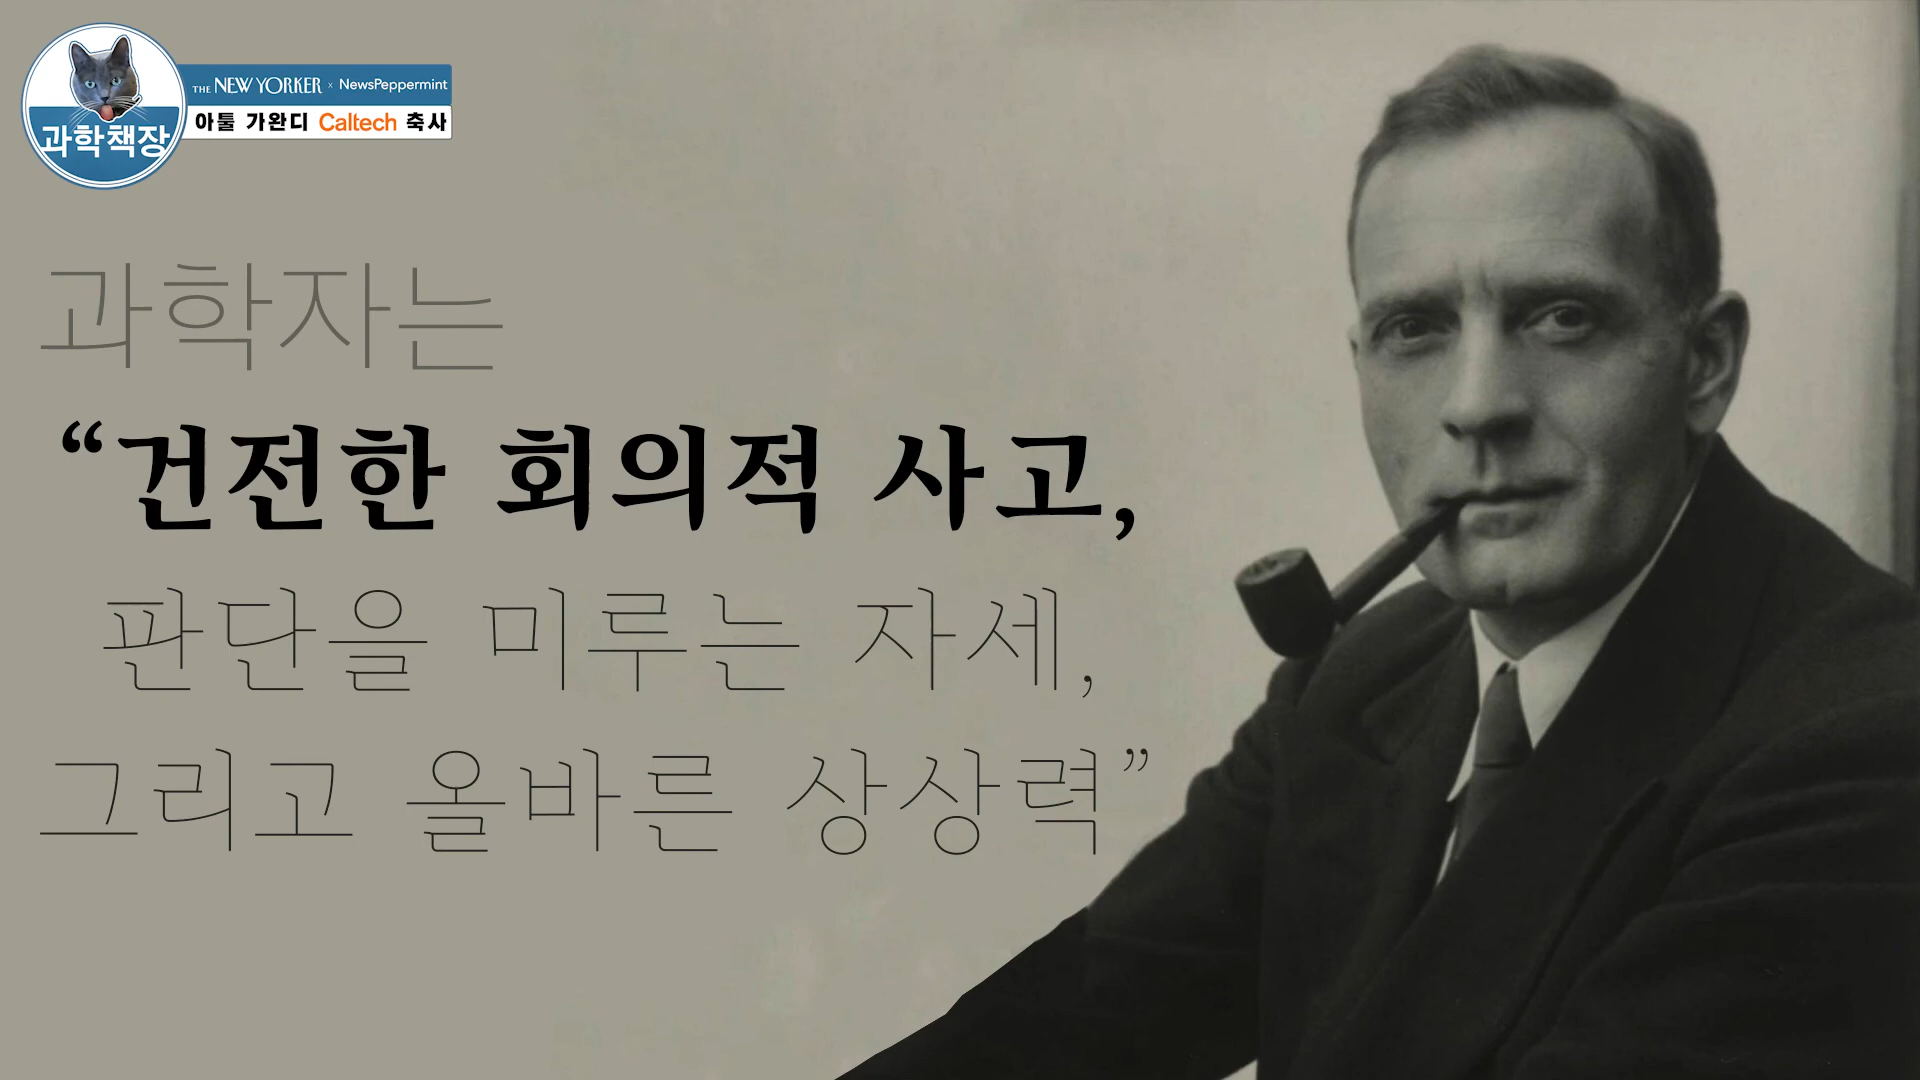 과학책장
THE NEW YORKER × NewsPeppermint
아툴 가완디 Caltech 축사
과학자는
“건전한 회의적 사고,
판단을 미루는 자세,
그리고 올바른 상상력”